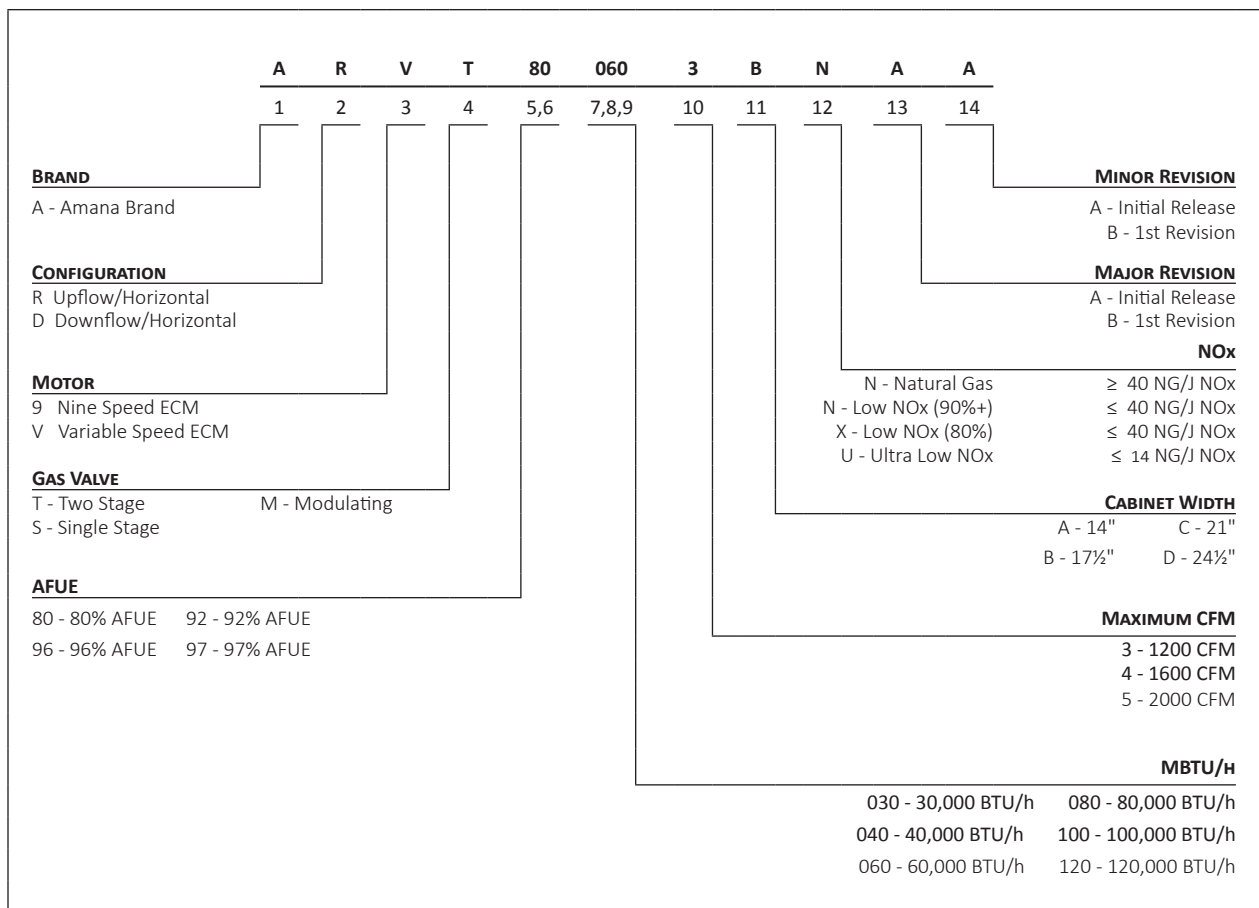 A R V T 80 060 3 B N A A
1 2 3 4 5,6 7,8,9 10 11 12 13 14
BRAND
A - Amana Brand
CONFIGURATION
R Upflow/Horizontal
D Downflow/Horizontal
MOTOR
9 Nine Speed ECM
V Variable Speed ECM
GAS VALVE
T - Two Stage M - Modulating
S - Single Stage
AFUE
80 - 80% AFUE 92 - 92% AFUE
96 - 96% AFUE 97 - 97% AFUE
MINOR REVISION
A - Initial Release
B - 1st Revision
MAJOR REVISION
A - Initial Release
B - 1st Revision
NOx
N - Natural Gas ≥ 40 NG/J NOx
N - Low NOx (90%+) ≤ 40 NG/J NOx
X - Low NOx (80%) ≤ 40 NG/J NOx
U - Ultra Low NOx ≤ 14 NG/J NOx
CABINET WIDTH
A - 14" C - 21"
B - 17½" D - 24½"
MAXIMUM CFM
3 - 1200 CFM
4 - 1600 CFM
5 - 2000 CFM
MBTU/H
030 - 30,000 BTU/h 080 - 80,000 BTU/h
040 - 40,000 BTU/h 100 - 100,000 BTU/h
060 - 60,000 BTU/h 120 - 120,000 BTU/h